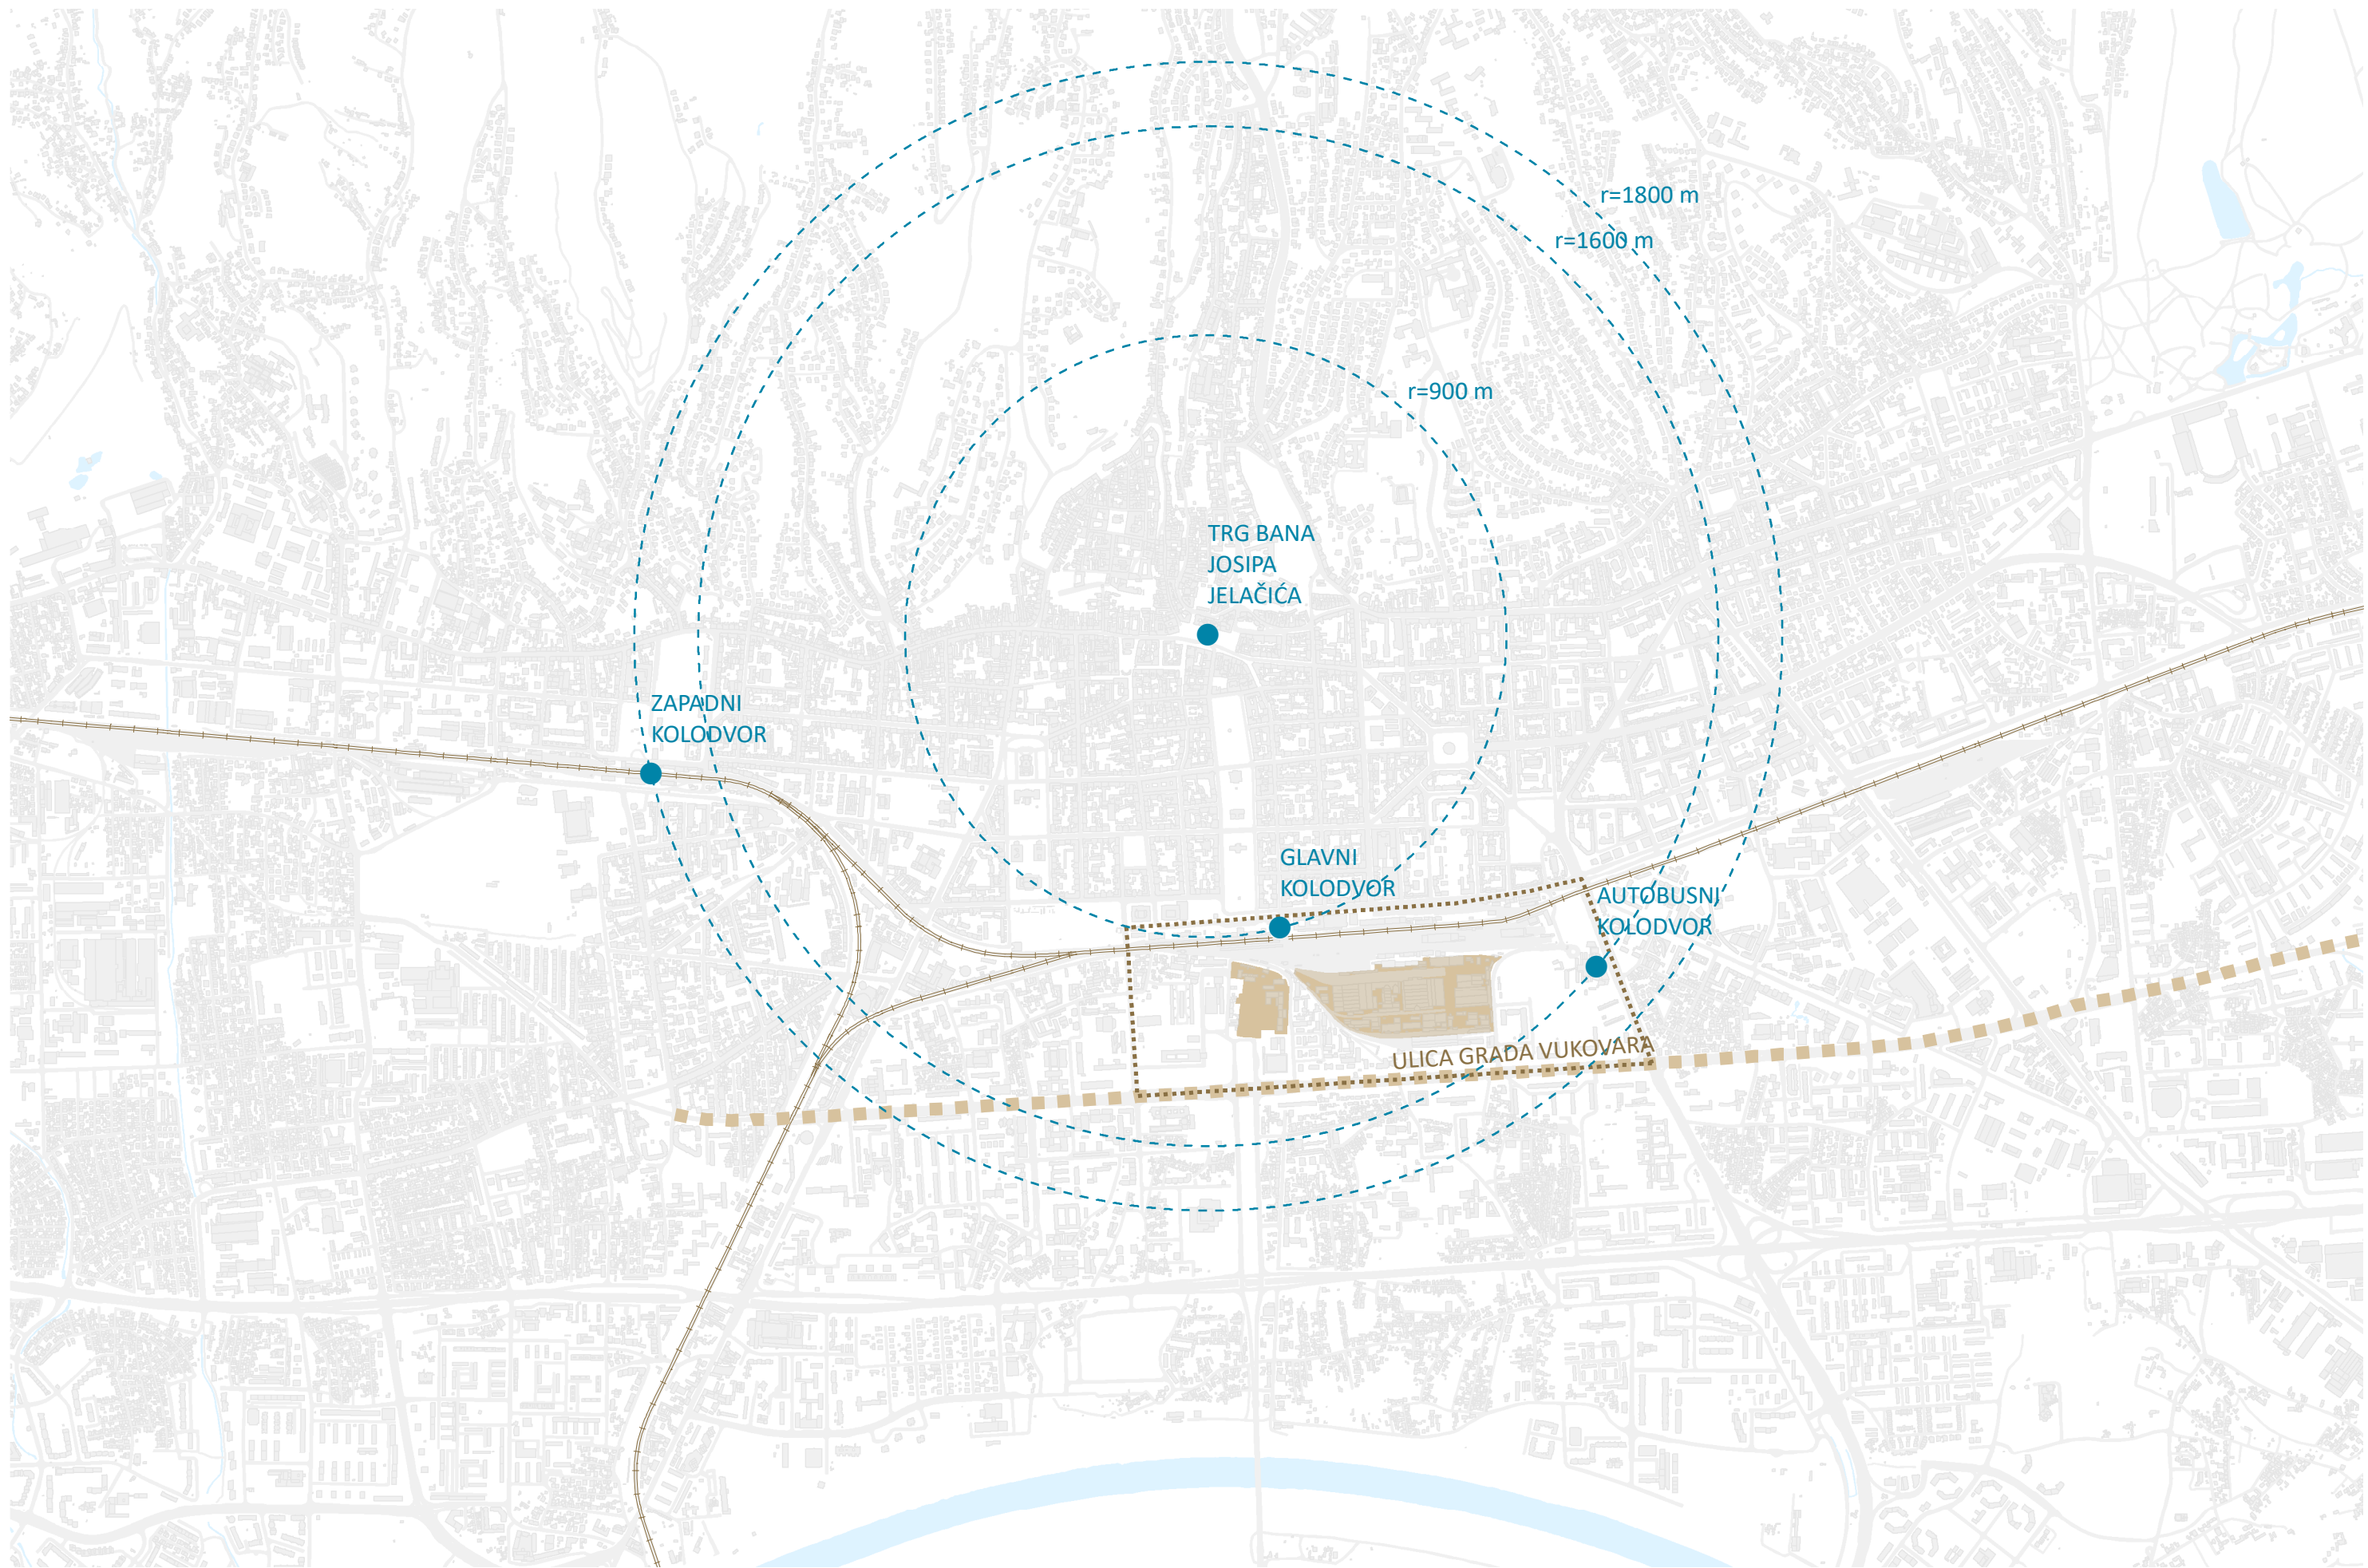 r=1800 m
r=1600 m
r=900 m
TRG BANA
JOSIPA
JELAČIĆA
ZAPADNI
KOLODVOR
GLAVNI
KOLODVOR
AUTOBUSNI
KOLODVOR
ULICA GRADA VUKOVARA